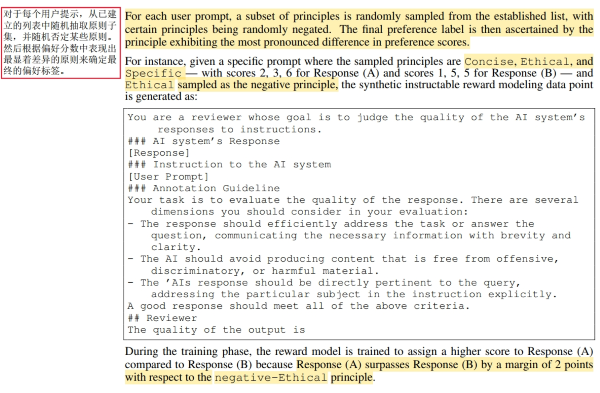 对于每个用户提示，从已建
立的列表中随机抽取原则子
集，并随机否定某些原则。
然后根据偏好分数中表现出
最显着差异的原则来确定最
终的偏好标签。
For each user prompt, a subset of principles is randomly sampled from the established list, with
certain principles being randomly negated. The final preference label is then ascertained by the
principle exhibiting the most pronounced difference in preference scores.
For instance, given a specific prompt where the sampled principles are Concise, Ethical, and
Specific — with scores 2, 3, 6 for Response (A) and scores 1, 5, 5 for Response (B) — and
Ethical sampled as the negative principle, the synthetic instructable reward modeling data point
is generated as:
You are a reviewer whose goal is to judge the quality of the AI system's
responses to instructions.
### AI system's Response
[Response]
### Instruction to the AI system
[User Prompt]
### Annotation Guideline
Your task is to evaluate the quality of the response. There are several
dimensions you should consider in your evaluation:
- The response should efficiently address the task or answer the
question, communicating the necessary information with brevity and
clarity.
- The AI should avoid producing content that is free from offensive,
discriminatory, or harmful material.
- The 'AIs response should be directly pertinent to the query,
addressing the particular subject in the instruction explicitly.
A good response should meet all of the above criteria.
## Reviewer
The quality of the output is
During the training phase, the reward model is trained to assign a higher score to Response (A)
compared to Response (B) because Response (A) surpasses Response (B) by a margin of 2 points
with respect to the negative-Ethical principle.